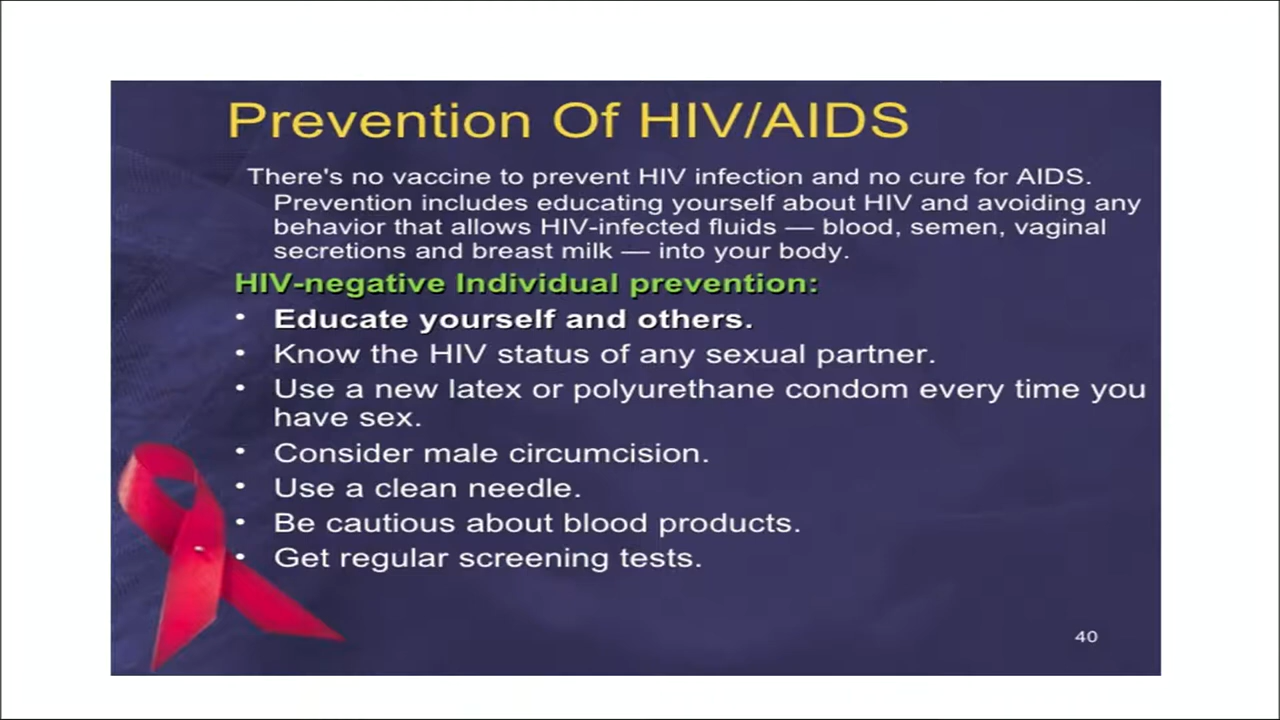 Prevention Of HIV/AIDS
There's no vaccine to prevent HIV infection and no cure for AIDS.
Prevention includes educating yourself about HIV and avoiding any
behavior that allows HIV-infected fluids — blood, semen, vaginal
secretions and breast milk — into your body.
HIV-negative Individual prevention:
• Educate yourself and others.
• Know the HIV status of any sexual partner.
• Use a new latex or polyurethane condom every time you
have sex.
• Consider male circumcision.
• Use a clean needle.
• Be cautious about blood products.
• Get regular screening tests.
40